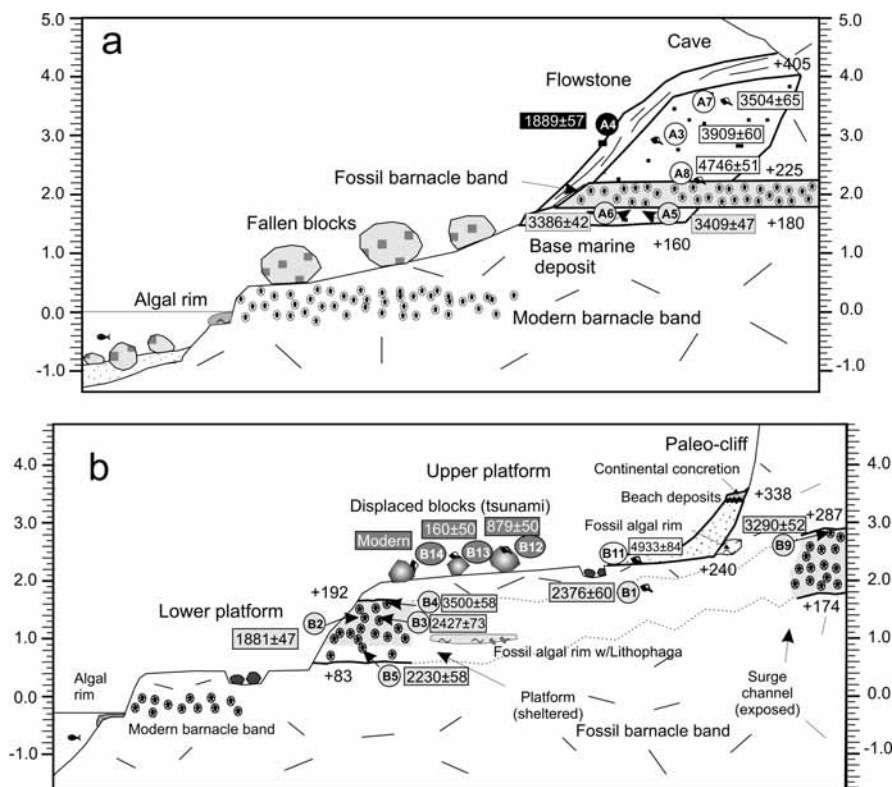 5.0
5.0
a
Cave
+405
4.0
4.0
Flowstone
A7
3504±65
1889±57
A4
3.0
A3
3909±60
3.0
4746±51
A8
+225
Fossil barnacle band
2.0
2.0
Fallen blocks
3386±42
A6
A5
3409±47
+180
Base marine
deposit
+160
1.0
1.0
Algal rim
0.0
Modern barnacle band
0.0
-1.0
-1.0
b
Paleo-cliff
4.0
Continental concretion
4.0
Upper platform
Beach deposits
+338
Displaced blocks (tsunami)
Fossil algal rim
3290±52
+287
3.0
Modern
160±50
879±50
3.0
B14
B13
B12
B11
4933±84
B9
+240
2.0
+192
2376±60
B1
2.0
B4
3500±58
+174
Lower platform
B2
B3
2427±73
1881±47
1.0
Fossil algal rim w/Lithophaga
1.0
+83
B5
2230±58
Algal
rim
Platform
(sheltered)
Surge
channel
(exposed)
0.0
0.0
Modern barnacle band
Fossil barnacle band
-1.0
-1.0